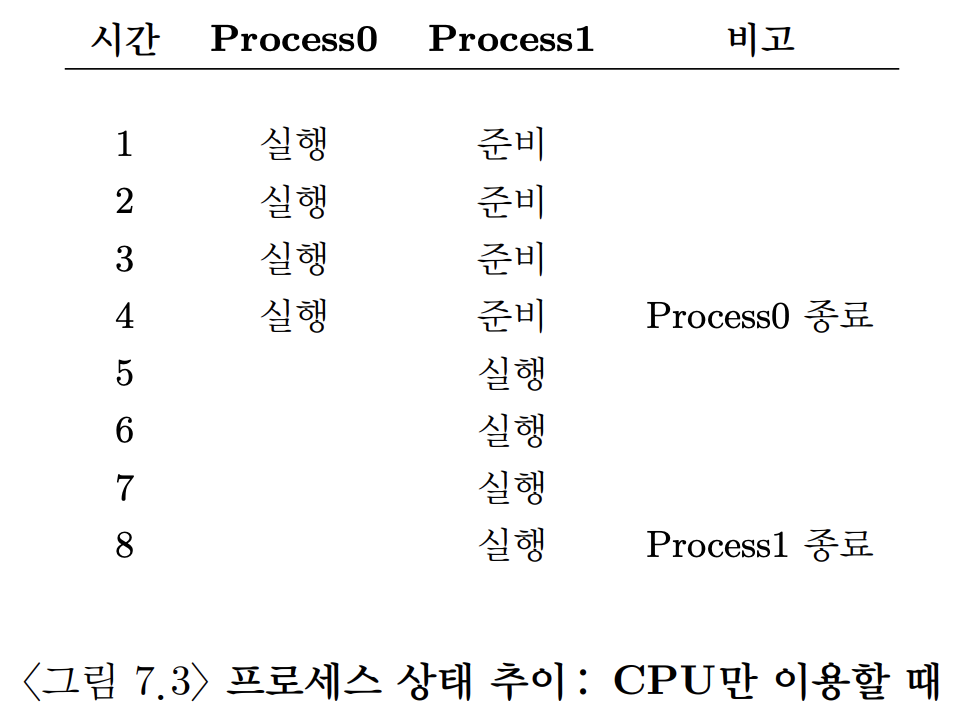 시간 Process0 Process1 비고
1 실행 준비
2 실행 준비
3 실행 준비
4 실행 준비 Process0 종료
5 실행
6 실행
7 실행
8 실행 Process1 종료
〈그림 7.3〉 프로세스 상태 추이: CPU만 이용할 때